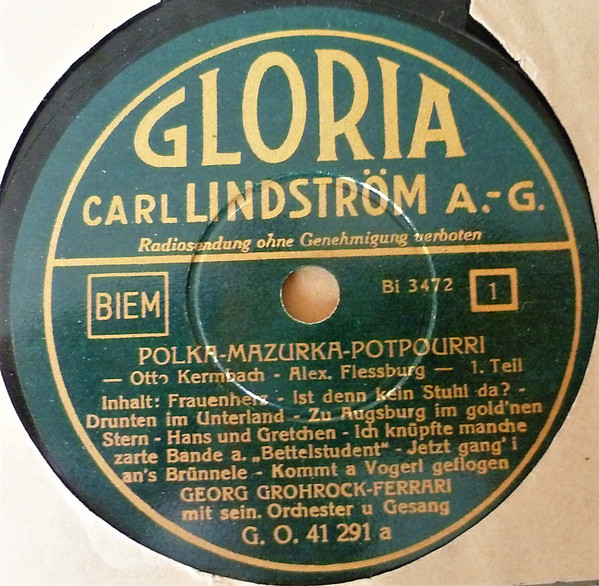 GLORIA
CARL LINDSTRÖM A.-G.
Radiosendung ohne Genehmigung verboten
BIEM
Bi 3472
1
POLKA-MAZURKA-POTPOURRI
— Otto Kermbach - Alex. Flessburg — 1. Teil
Inhalt: Frauenherz - Ist denn kein Stuhl da? -
Drunten im Unterland - Zu Augsburg im gold'nen
Stern - Hans und Gretchen - Ich knüpfte manche
zarte Bande a. „Bettelstudent" - Jetzt gang' i
an's Brünnele - Kommt a Vogerl geflogen
GEORG GROHROCK-FERRARI
mit sein. Orchester u Gesang
G. O. 41 291 a